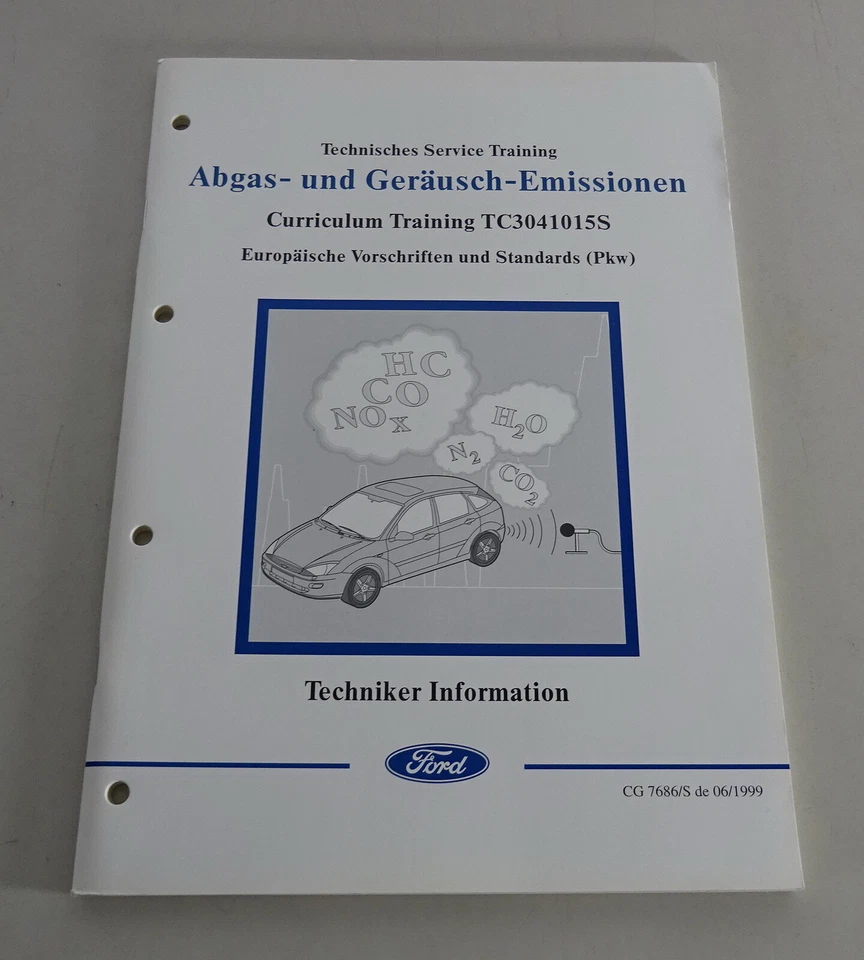 Technisches Service Training
Abgas- und Geräusch-Emissionen
Curriculum Training TC3041015S
Europäische Vorschriften und Standards (Pkw)
HC
CO
NOX
H2O
N2
CO2
Techniker Information
Ford
CG 7686/S de 06/1999